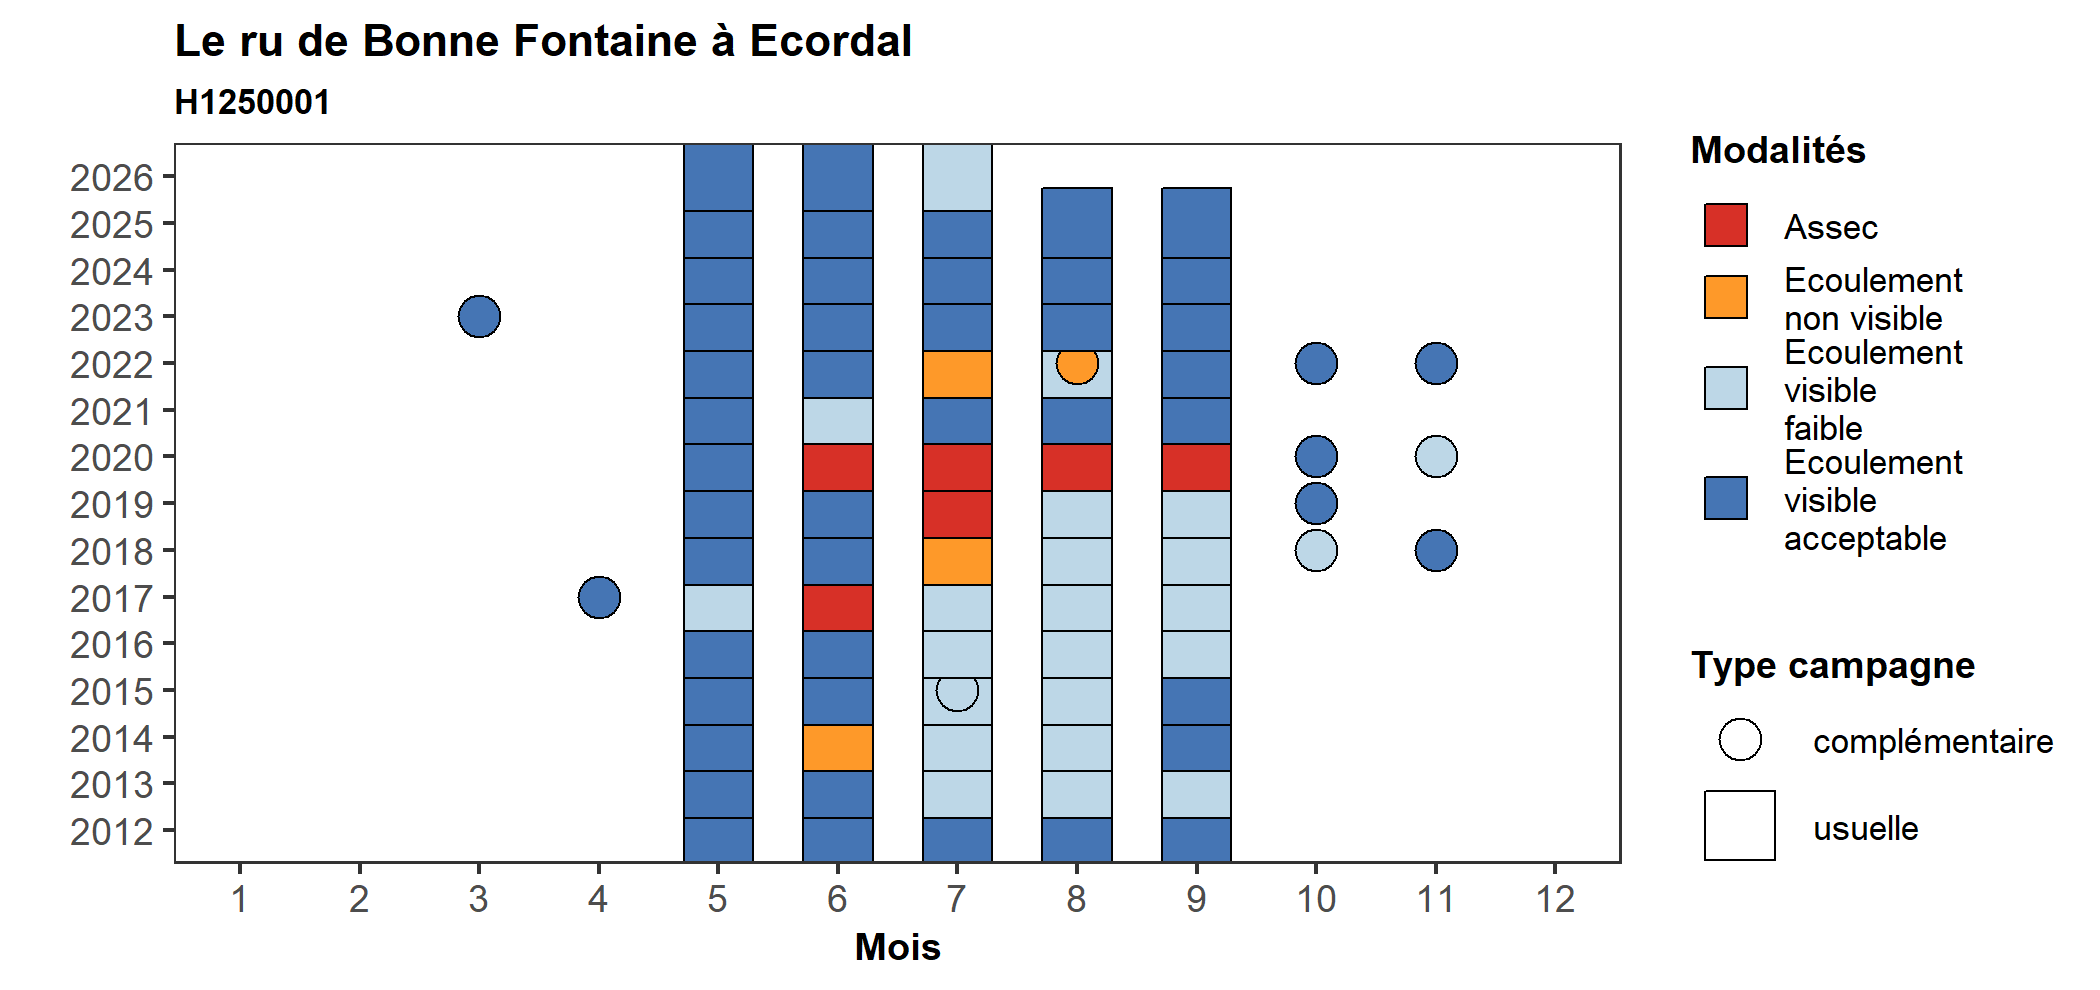 Le ru de Bonne Fontaine à Ecordal
H1250001
2026
2025
2024
2023
2022
2021
2020
2019
2018
2017
2016
2015
2014
2013
2012
1 2 3 4 5 6 7 8 9 10 11 12
Mois
Modalités
Assec
Ecoulement
non visible
Ecoulement
visible
faible
Ecoulement
visible
acceptable
Type campagne
complémentaire
usuelle